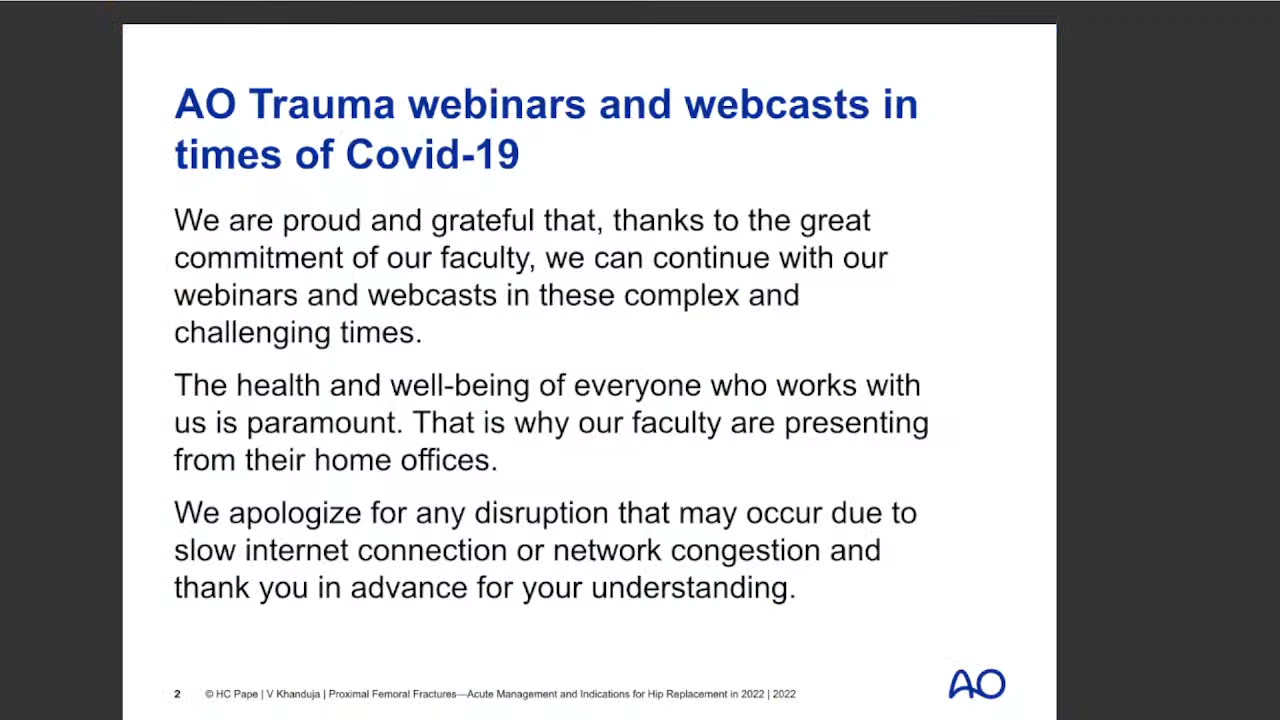 AO Trauma webinars and webcasts in
times of Covid-19
We are proud and grateful that, thanks to the great
commitment of our faculty, we can continue with our
webinars and webcasts in these complex and
challenging times.
The health and well-being of everyone who works with
us is paramount. That is why our faculty are presenting
from their home offices.
We apologize for any disruption that may occur due to
slow internet connection or network congestion and
thank you in advance for your understanding.
2 © HC Pape | V Khanduja | Proximal Femoral Fractures—Acute Management and Indications for Hip Replacement in 2022 | 2022
AO